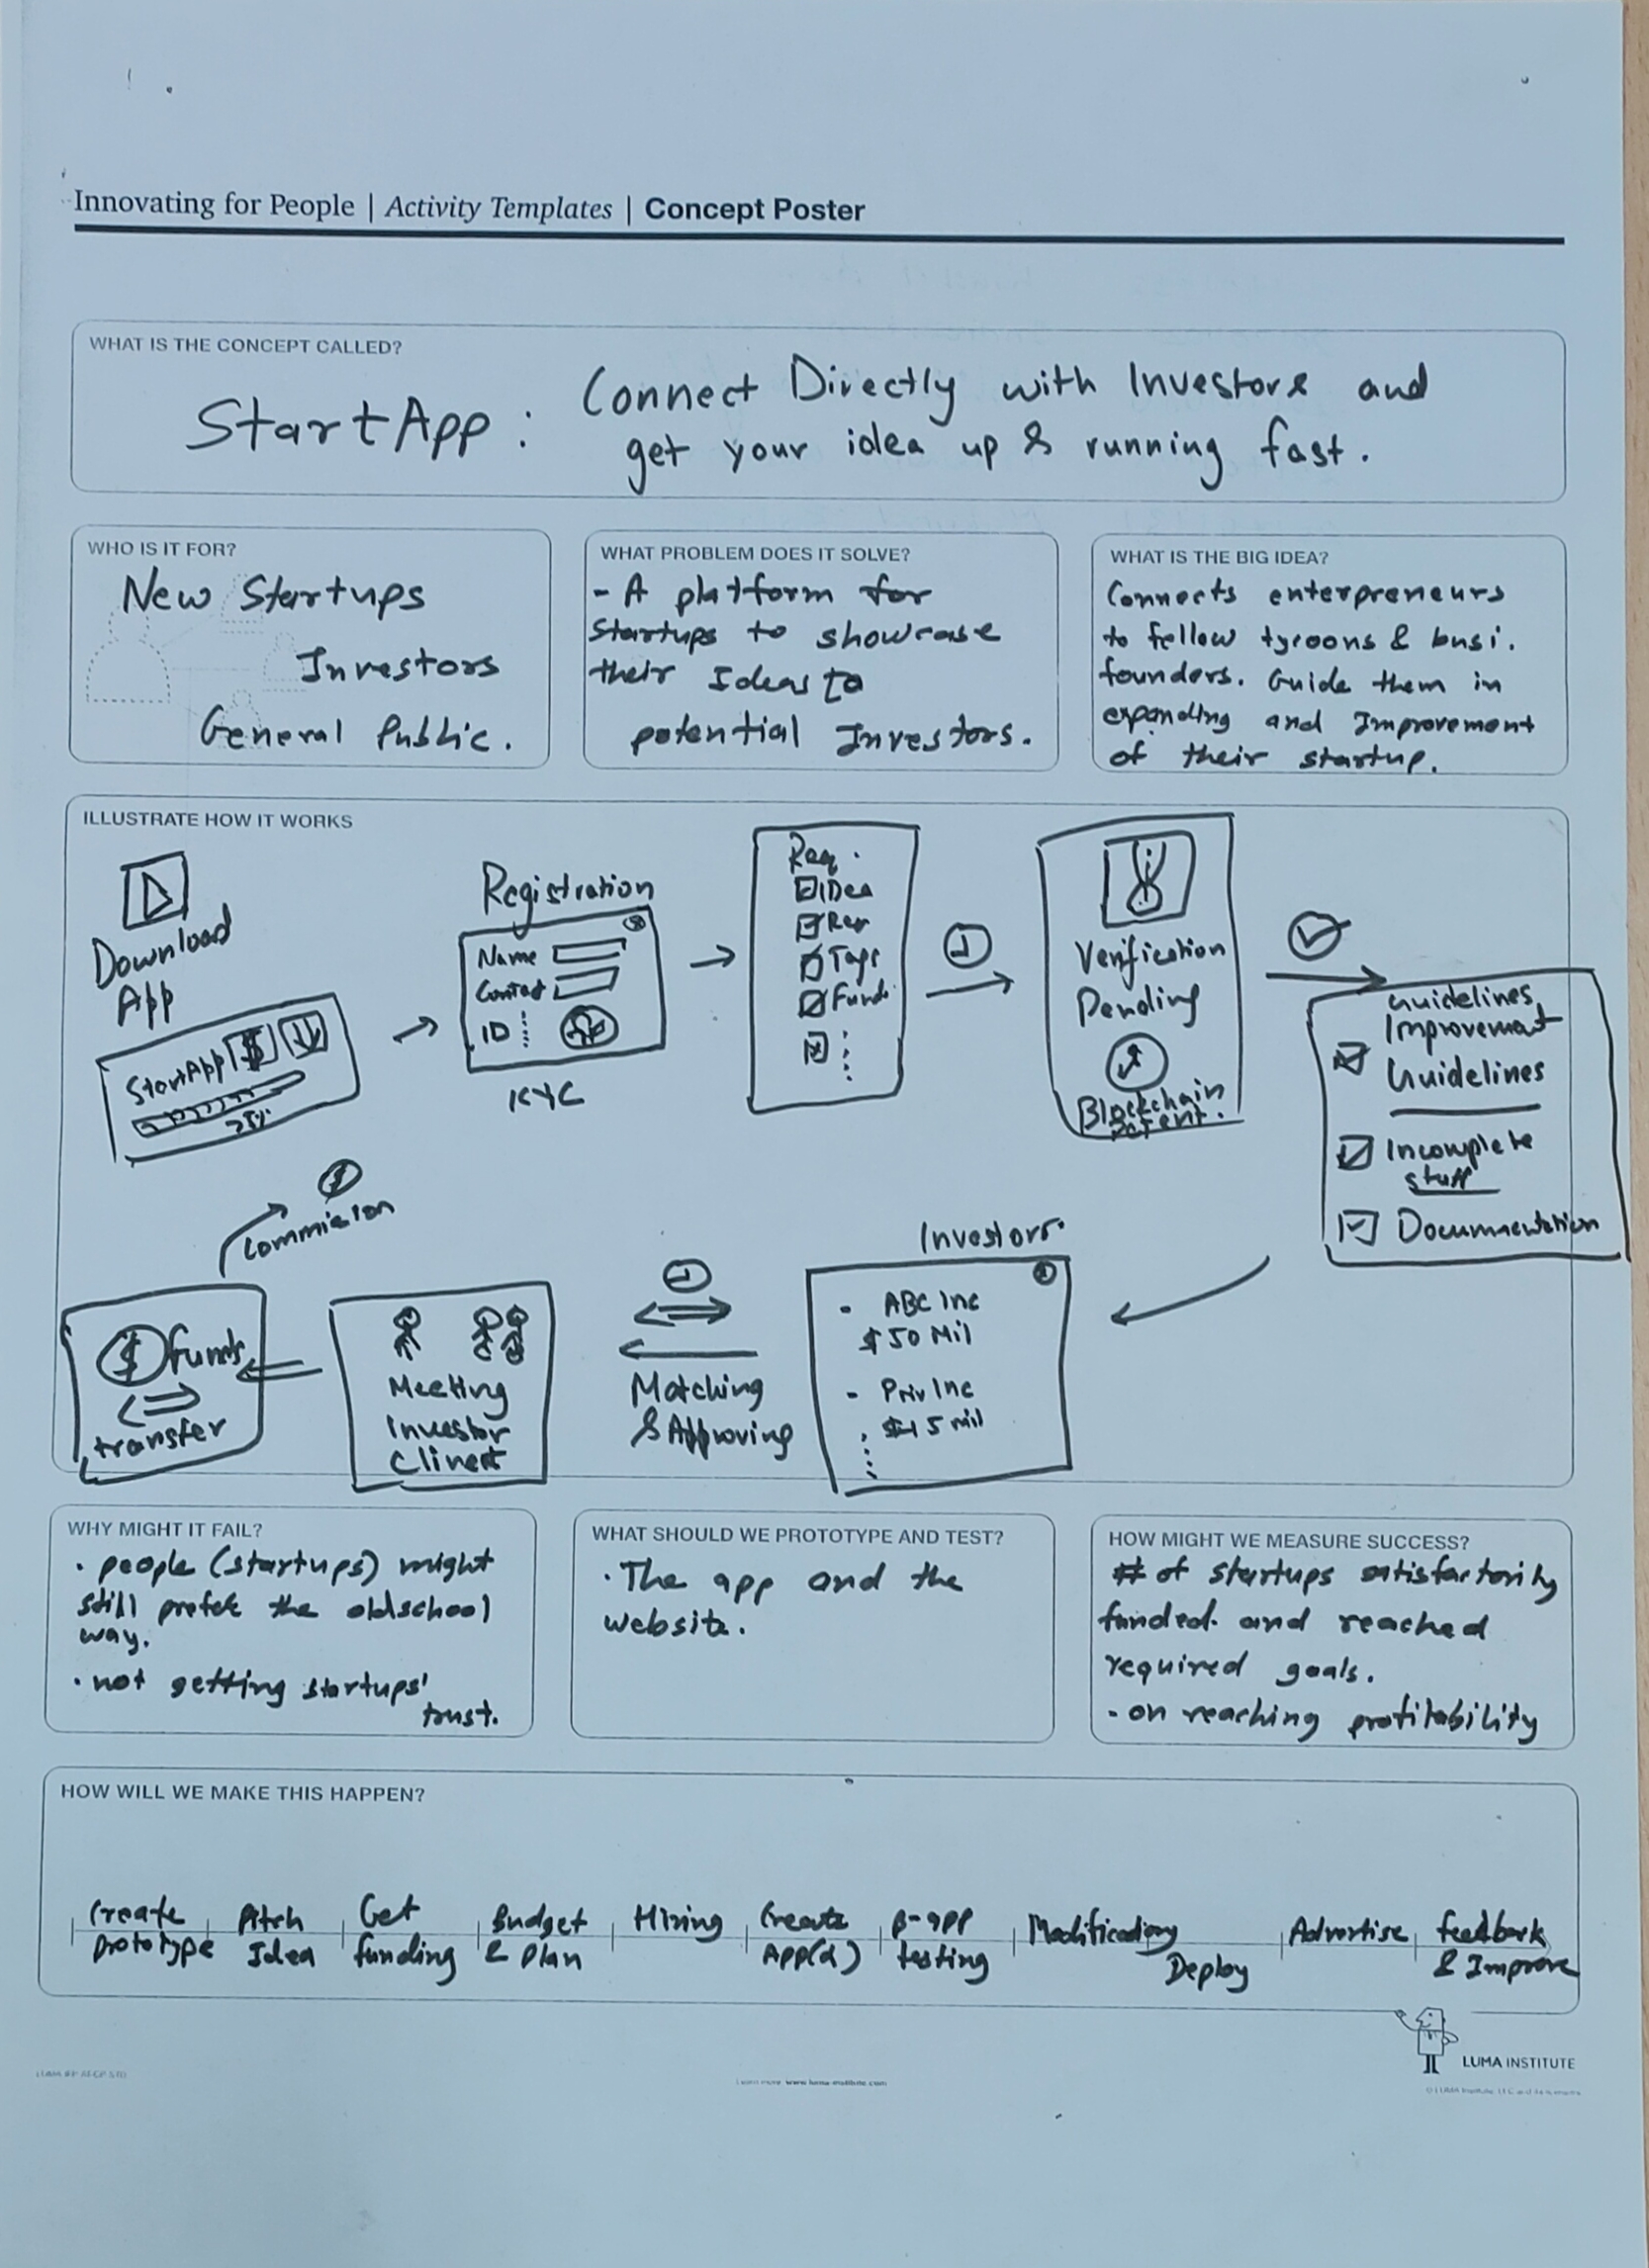 Innovating for People | Activity Templates | Concept Poster
WHAT IS THE CONCEPT CALLED?
StartApp : Connect Directly with Investors and
get your idea up & running fast.
WHO IS IT FOR?
New Startups
Investors
General Public.
WHAT PROBLEM DOES IT SOLVE?
- A platform for
startups to showcase
their Ideas to
potential Investors.
WHAT IS THE BIG IDEA?
Connects enterpreneurs
to fellow tycoons & busi.
founders. Guide them in
expanding and Improvement
of their startup.
ILLUSTRATE HOW IT WORKS
Download
App
StartApp $
Registration
Name
Contact
ID
KYC
Req.
Idea
Tags
Funds
Verification
Pending
Blockchain
Patent.
Guidelines,
Improvement
Guidelines
Incomplete
stuff
Documentation
Investors.
- ABC Inc
$ 50 Mil
- Priv Inc
mil
Matching
& Approving
Meeting
Investor
$ funds
transfer
$
Commission
WHY MIGHT IT FAIL?
· people (startups) might
still prefer the oldschool
way.
· not getting startups'
trust.
WHAT SHOULD WE PROTOTYPE AND TEST?
· The app and the
website.
HOW MIGHT WE MEASURE SUCCESS?
# of startups satisfactorily
funded. and reached
required goals.
- on reaching profitability
HOW WILL WE MAKE THIS HAPPEN?
Create
prototype
Pitch
Idea
Get
funding
Budget
& Plan
Hiring
Create
App(α)
β-app
testing
Deploy
Advertise
feedback
& Improve
LUMA INSTITUTE
Learn more www.luma-institute.com